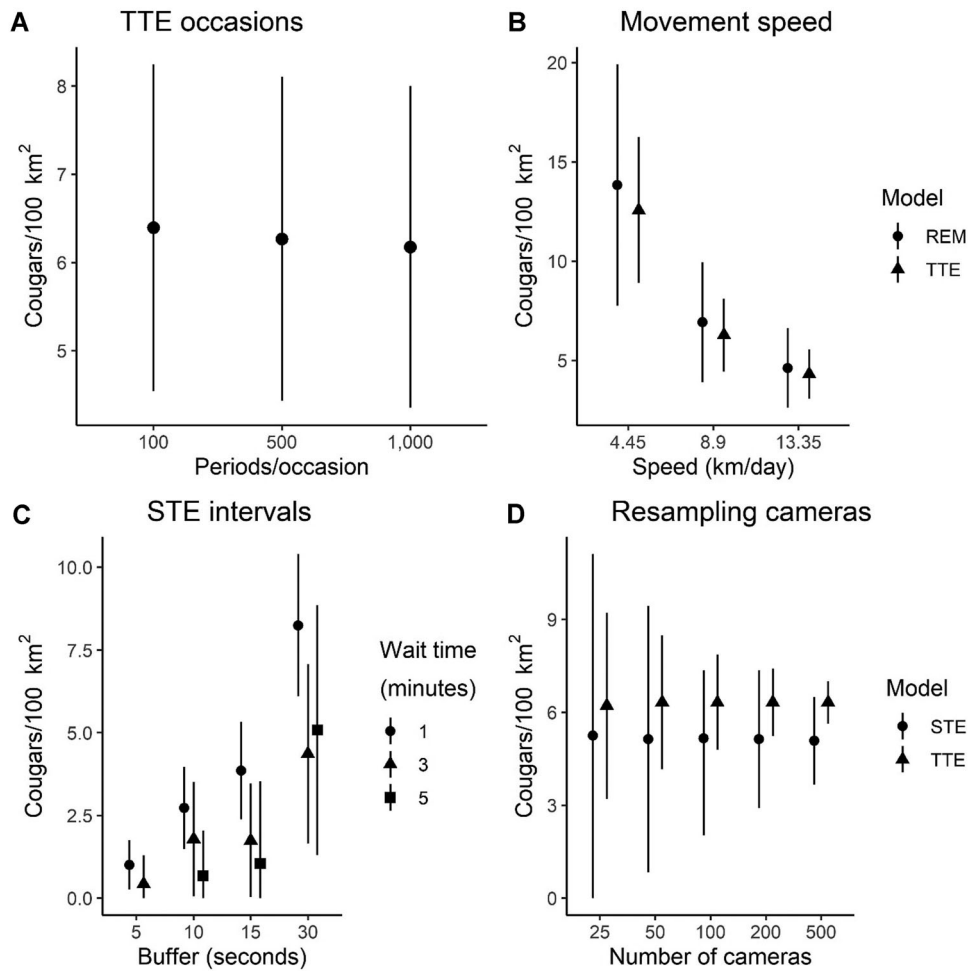 A TTE occasions
Cougars/100 km²
8
7
6
5
100 500 1,000
Periods/occasion
B Movement speed
Cougars/100 km²
20
15
10
5
4.45 8.9 13.35
Speed (km/day)
Model
REM
TTE
C STE intervals
Cougars/100 km²
10.0
7.5
5.0
2.5
0.0
5 10 15 30
Buffer (seconds)
Wait time
(minutes)
1
3
5
D Resampling cameras
Cougars/100 km²
9
6
3
0
25 50 100 200 500
Number of cameras
Model
STE
TTE